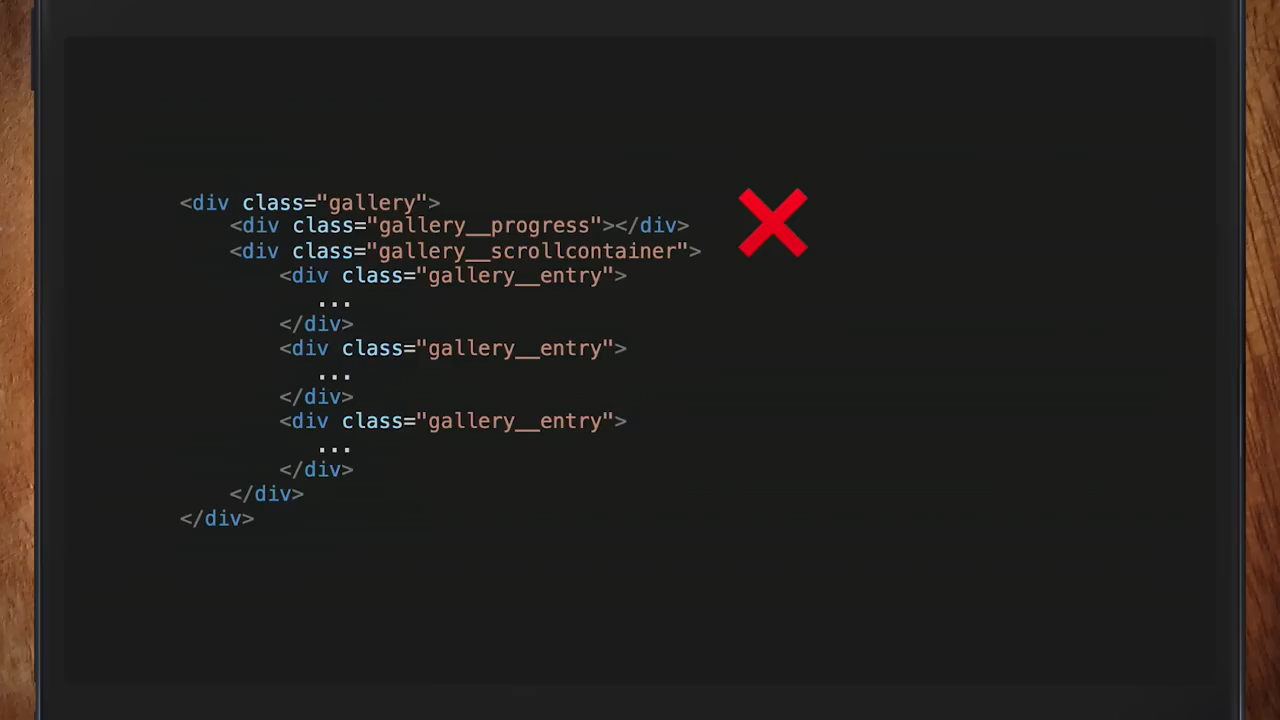 <div class="gallery">
<div class="gallery__progress"></div>
<div class="gallery__scrollcontainer">
<div class="gallery__entry">
...
</div>
<div class="gallery__entry">
...
</div>
<div class="gallery__entry">
...
</div>
</div>
</div>